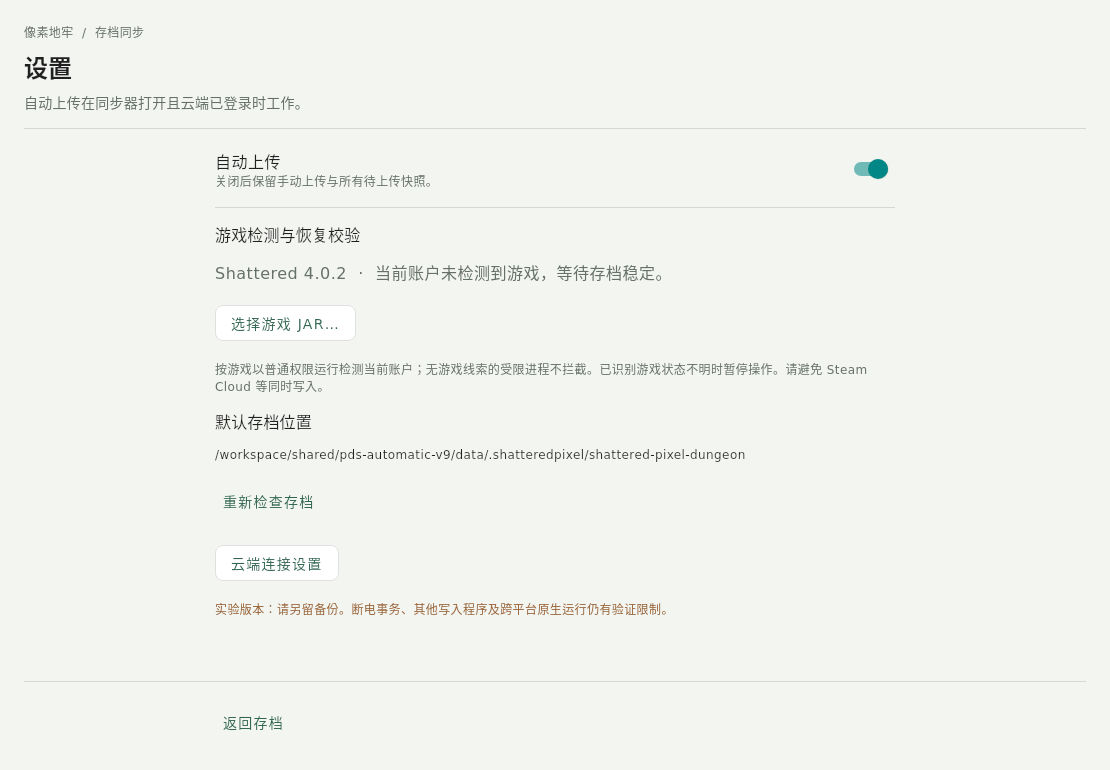 像素地牢 / 存档同步
设置
自动上传在同步器打开且云端已登录时工作。
自动上传
关闭后保留手动上传与所有待上传快照。
游戏检测与恢复校验
Shattered 4.0.2 · 当前账户未检测到游戏，等待存档稳定。
选择游戏 JAR…
按游戏以普通权限运行检测当前账户；无游戏线索的受限进程不拦截。已识别游戏状态不明时暂停操作。请避免 Steam
Cloud 等同时写入。
默认存档位置
/workspace/shared/pds-automatic-v9/data/.shatteredpixel/shattered-pixel-dungeon
重新检查存档
云端连接设置
实验版本：请另留备份。断电事务、其他写入程序及跨平台原生运行仍有验证限制。
返回存档